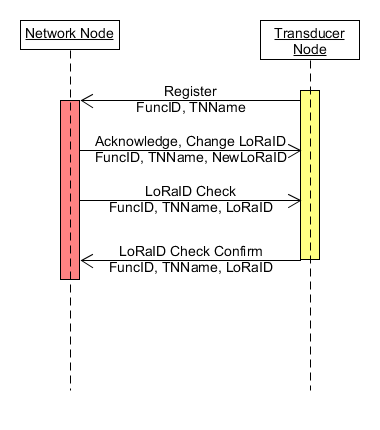 Network Node
Transducer
Node
Register
FuncID, TNName
Acknowledge, Change LoRaID
FuncID, TNName, NewLoRaID
LoRaID Check
FuncID, TNName, LoRaID
LoRaID Check Confirm
FuncID, TNName, LoRaID